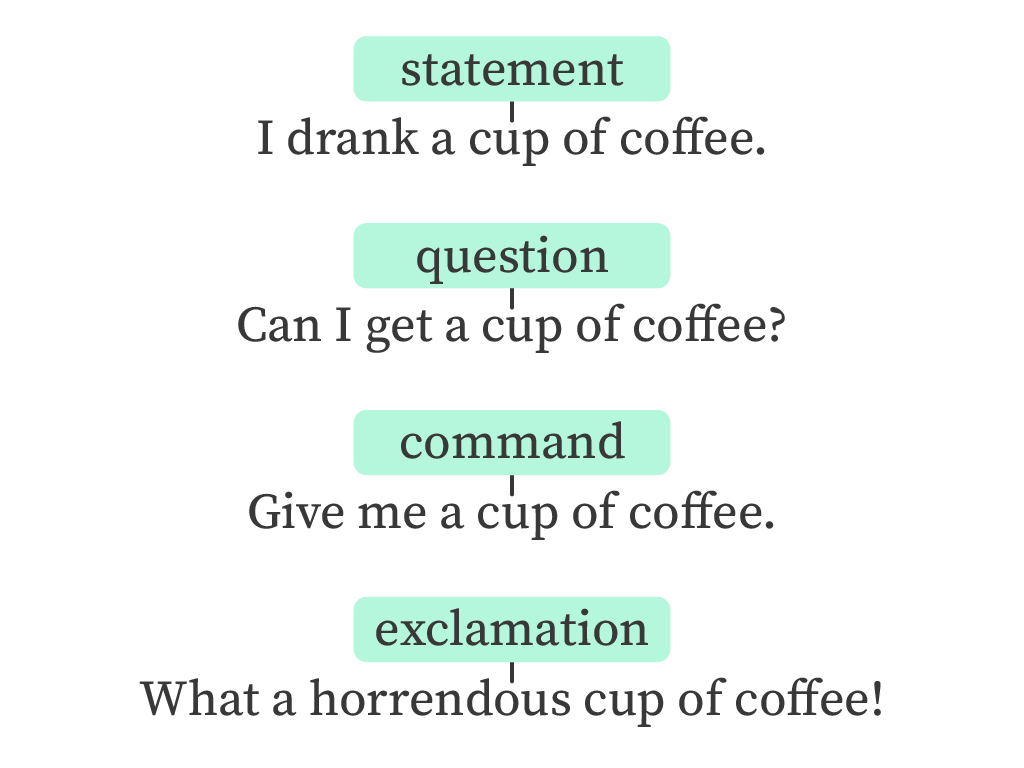 statement
I drank a cup of coffee.
question
Can I get a cup of coffee?
command
Give me a cup of coffee.
exclamation
What a horrendous cup of coffee!